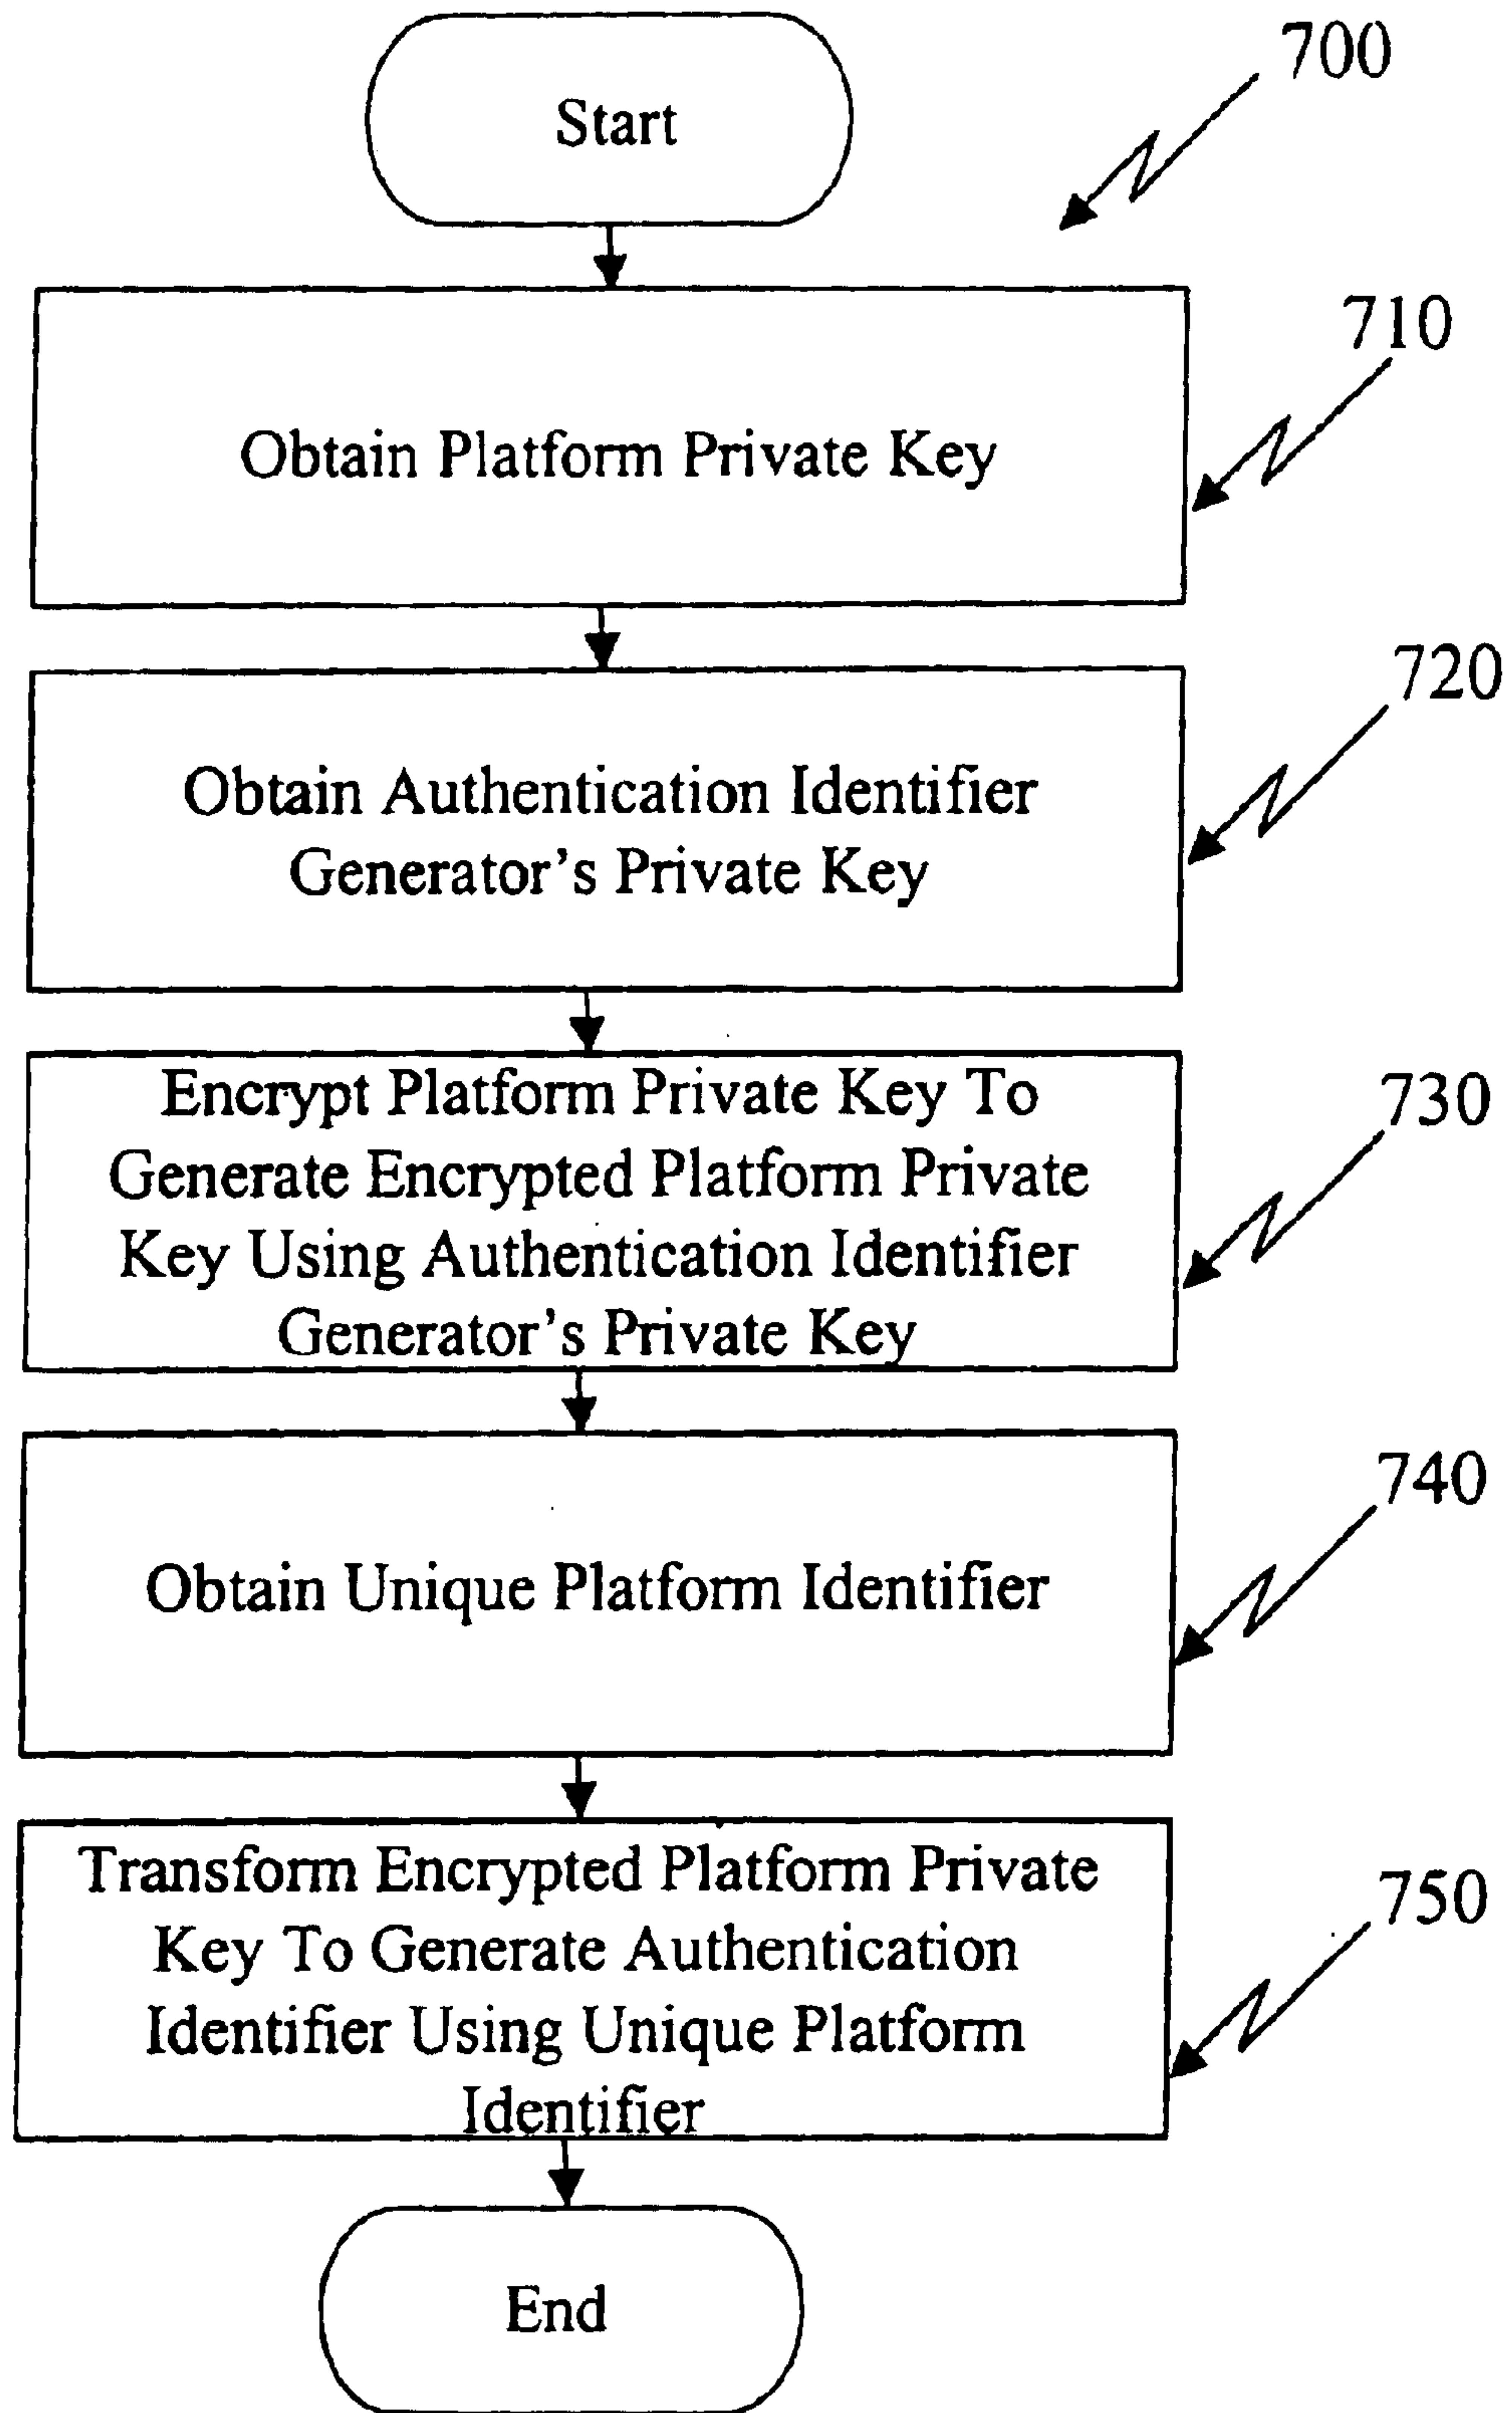 700
Start
710
Obtain Platform Private Key
720
Obtain Authentication Identifier
Generator's Private Key
730
Encrypt Platform Private Key To
Generate Encrypted Platform Private
Key Using Authentication Identifier
Generator's Private Key
740
Obtain Unique Platform Identifier
750
Transform Encrypted Platform Private
Key To Generate Authentication
Identifier Using Unique Platform
Identifier
End